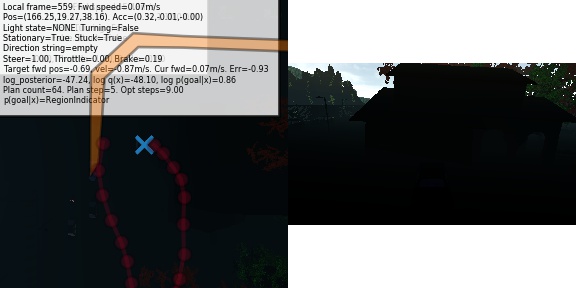 Local frame=559: Fwd speed=0.07m/s
Pos=(166.25,19.27,38.16). Acc=(0.32,-0.01,-0.00)
Light state=NONE: Turning=False
Stationary=True. Stuck=True
Direction string=empty
Steer=1.00, Throttle=0.00, Brake=0.19
Target fwd pos=-0.69, vel=-0.87m/s. Cur fwd=0.07m/s. Err=-0.93
log_posterior=-47.24, log q(x)=-48.10, log p(goal|x)=0.86
Plan count=64. Plan step=5. Opt steps=9.00
p(goal|x)=RegionIndicator